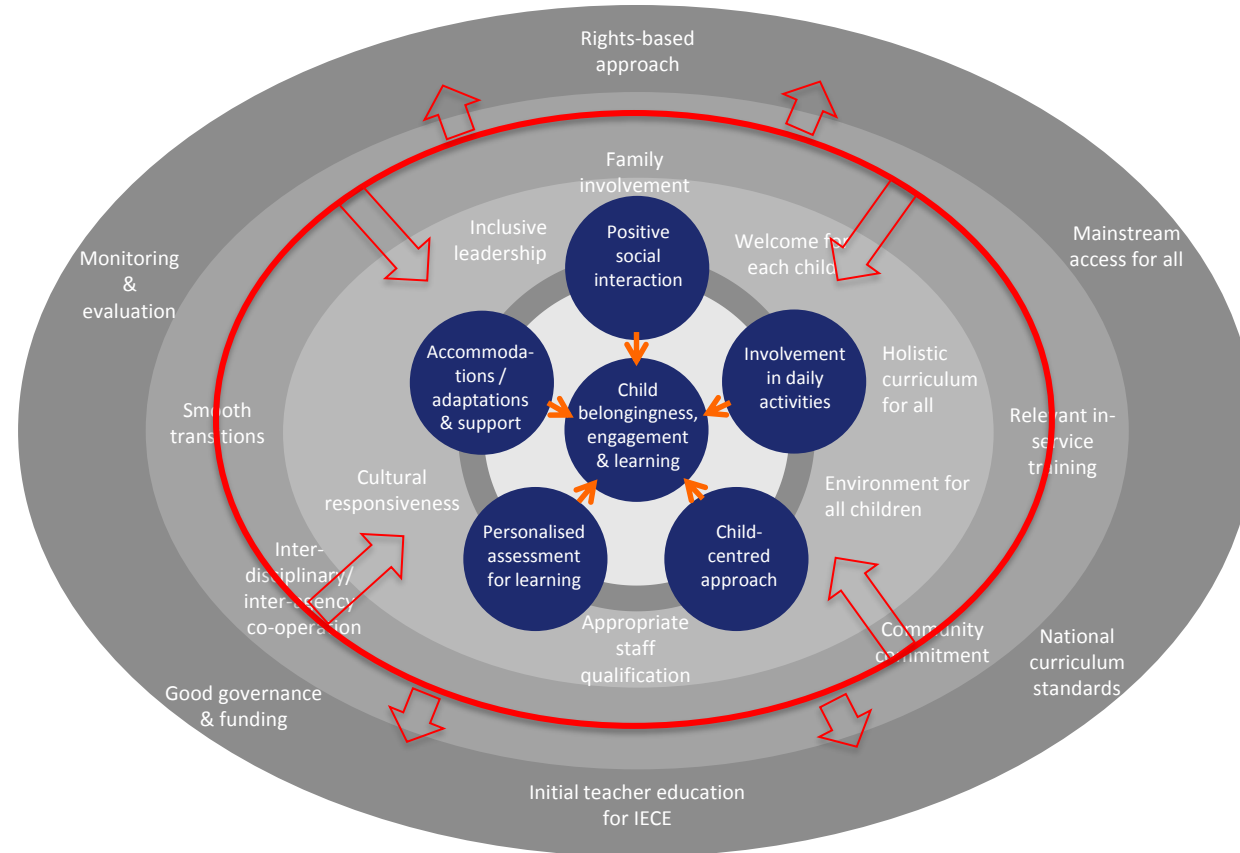 Rights-based
approach
Family
involvement
Inclusive
leadership
Positive
social
interaction
Welcome for
each child
Mainstream
access for all
Monitoring
&
evaluation
Accommoda-
tions /
adaptations
& support
Involvement
in daily
activities
Holistic
curriculum
for all
Child
belongingness,
engagement
& learning
Smooth
transitions
Relevant in-
service
training
Cultural
responsiveness
Environment for
all children
Personalised
assessment
for learning
Child-
centred
approach
Inter-
disciplinary/
inter-agency
co-operation
Appropriate
staff
qualification
Community
commitment
National
curriculum
standards
Good governance
& funding
Initial teacher education
for IECE